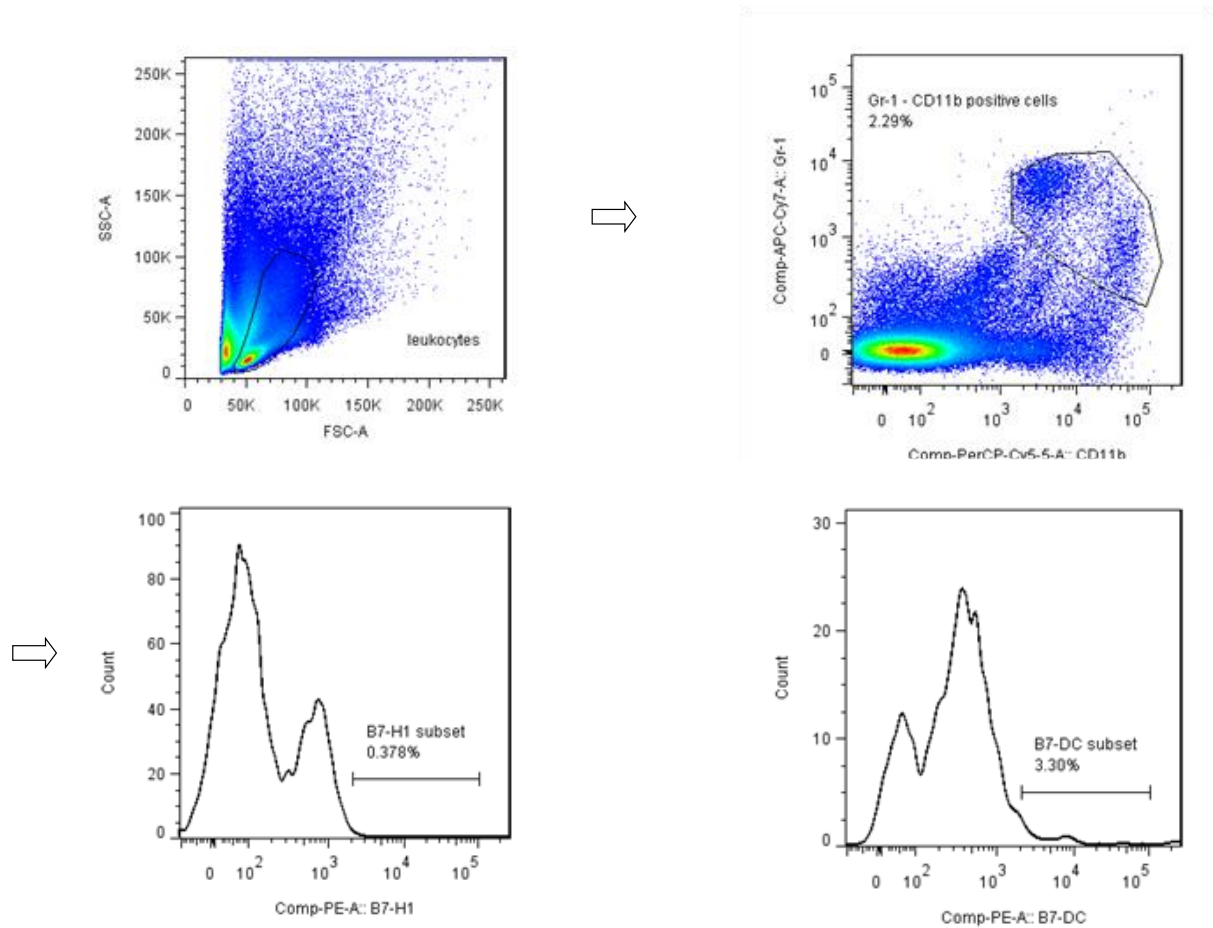 250K
200K
150K
100K
50K
0
SSC-A
leukocytes
0 50K 100K 150K 200K 250K
FSC-A
10^5
10^4
10^3
10^2
0
Comp-APC-Cy7-A:: Gr-1
Gr-1 - CD11b positive cells
2.29%
0 10^2 10^3 10^4 10^5
Comp-PerCP-Cy5-5-A:: CD11b
100
80
60
40
20
0
Count
B7-H1 subset
0.378%
0 10^2 10^3 10^4 10^5
Comp-PE-A:: B7-H1
30
20
10
0
Count
B7-DC subset
3.30%
0 10^2 10^3 10^4 10^5
Comp-PE-A:: B7-DC